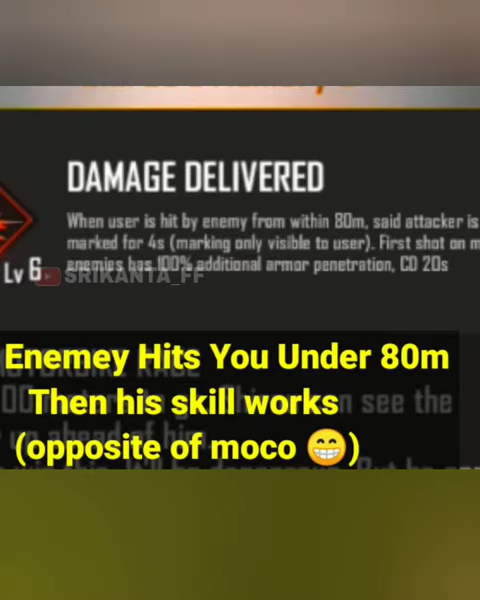 DAMAGE DELIVERED
When user is hit by enemy from within 80m, said attacker is
marked for 4s (marking only visible to user). First shot on m
enemies has 100% additional armor penetration, CD 20s
Lv 6
SRIKANTA_FF
Enemey Hits You Under 80m
Then his skill works
see the
(opposite of moco 😁)